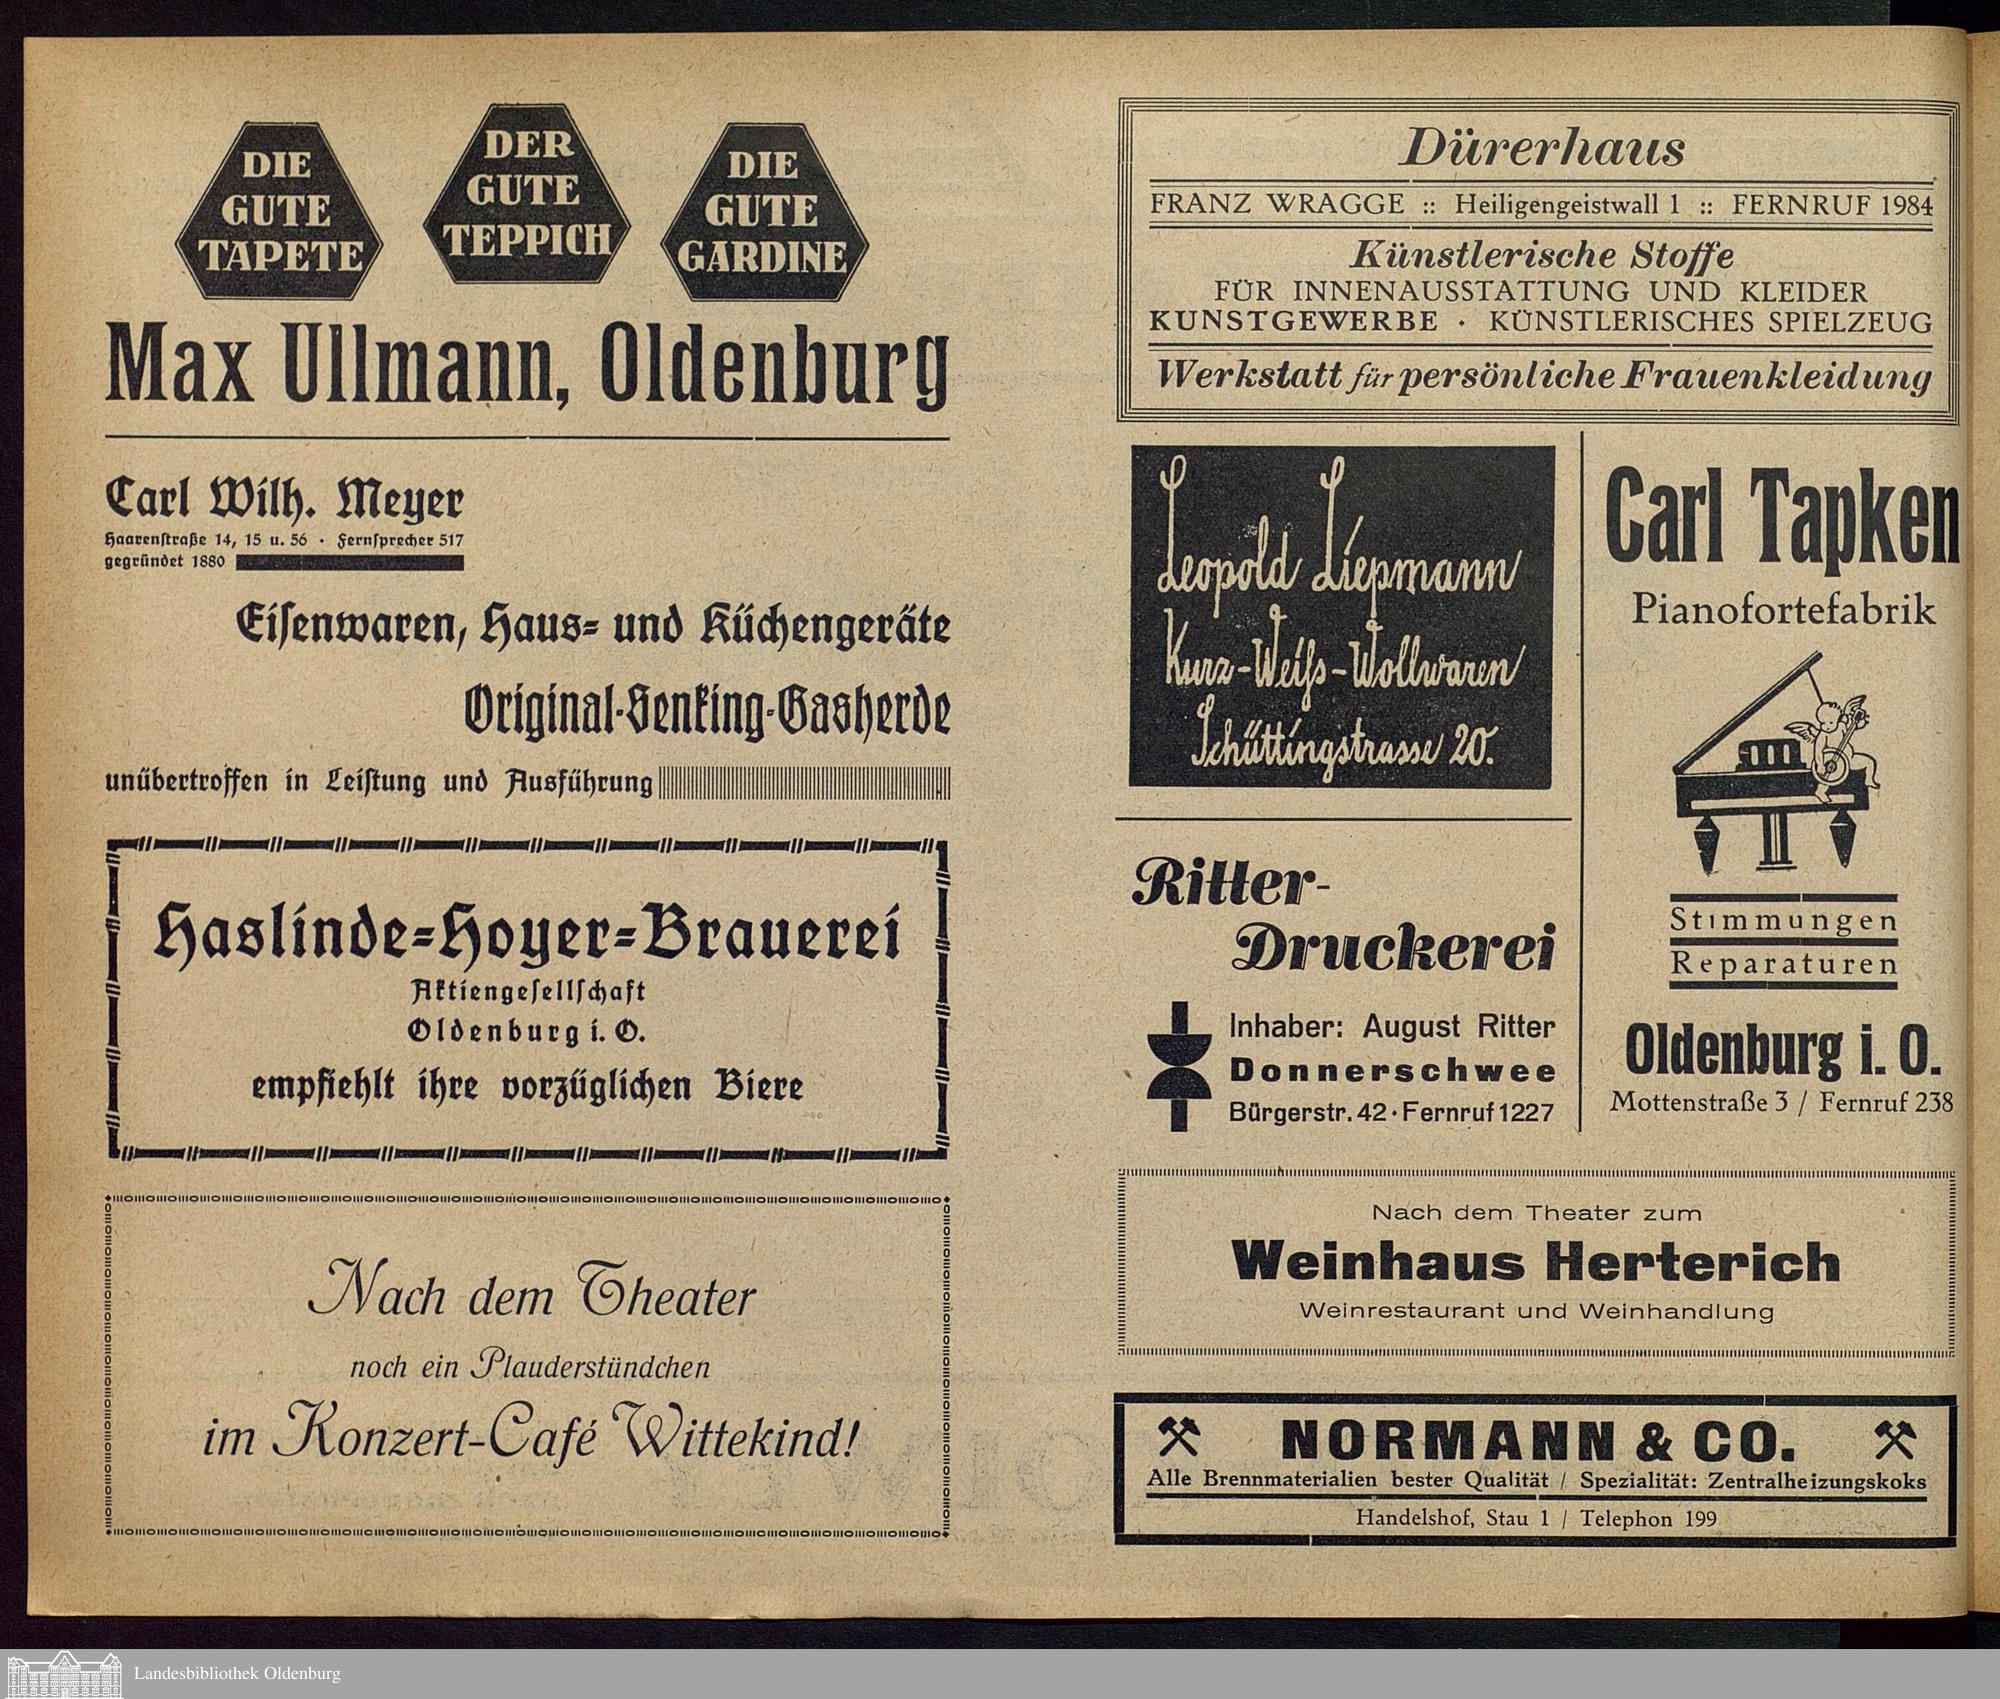 DIE
GUTE
TAPETE
DER
GUTE
TEPPICH
DIE
GUTE
GARDINE
Max Ullmann, Oldenburg
Carl Wilh. Meyer
Haarenstraße 14, 15 u. 56 · Fernsprecher 517
gegründet 1880
Eisenwaren, Haus- und Küchengeräte
Original-Senking-Gasherde
unübertroffen in Leistung und Ausführung
Haslinde-Hoyer-Brauerei
Aktiengesellschaft
Oldenburg i. O.
empfiehlt ihre vorzüglichen Biere
Nach dem Theater
noch ein Plauderstündchen
im Konzert-Café Wittekind!
Dürerhaus
FRANZ WRAGGE :: Heiligengeistwall 1 :: FERNRUF 1984
Künstlerische Stoffe
FÜR INNENAUSSTATTUNG UND KLEIDER
KUNSTGEWERBE · KÜNSTLERISCHES SPIELZEUG
Werkstatt für persönliche Frauenkleidung
Leopold Liepmann
Kurz-Weiß-Wollwaren
Schüttingstrasse 20.
Ritter-
Druckerei
Inhaber: August Ritter
Donnerschwee
Bürgerstr. 42 · Fernruf 1227
Carl Tapken
Pianofortefabrik
Stimmungen
Reparaturen
Oldenburg i. O.
Mottenstraße 3 / Fernruf 238
Nach dem Theater zum
Weinhaus Herterich
Weinrestaurant und Weinhandlung
NORMANN & CO.
Alle Brennmaterialien bester Qualität / Spezialität: Zentralheizungskoks
Handelshof, Stau 1 / Telephon 199
Landesbibliothek Oldenburg